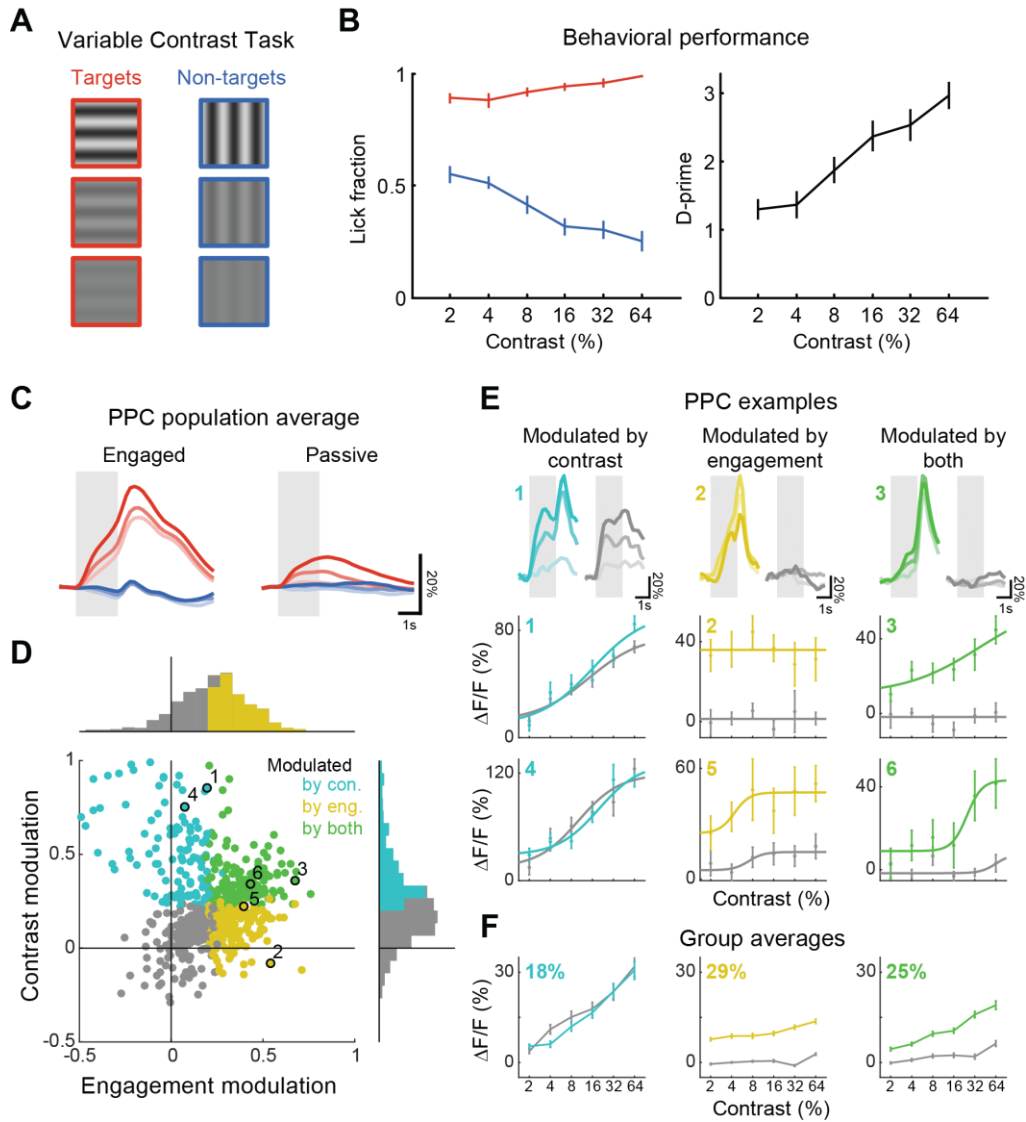 A
Variable Contrast Task
Targets
Non-targets
B
Behavioral performance
Lick fraction
1
0.5
0
2 4 8 16 32 64
Contrast (%)
D-prime
3
2
1
0
2 4 8 16 32 64
Contrast (%)
C
PPC population average
Engaged
Passive
20%
1s
D
Contrast modulation
1
0.5
0
-0.5
-0.5 0 0.5 1
Engagement modulation
Modulated
by con.
by eng.
by both
1
4
6
3
5
2
E
PPC examples
Modulated by
contrast
Modulated by
engagement
Modulated by
both
1
20%
1s
2
20%
1s
3
20%
1s
ΔF/F (%)
80
0
1
40
0
2
40
0
3
ΔF/F (%)
120
0
4
60
0
5
60
0
6
Contrast (%)
F
Group averages
ΔF/F (%)
30
0
18%
2 4 8 16 32 64
30
0
29%
2 4 8 16 32 64
30
0
25%
2 4 8 16 32 64
Contrast (%)